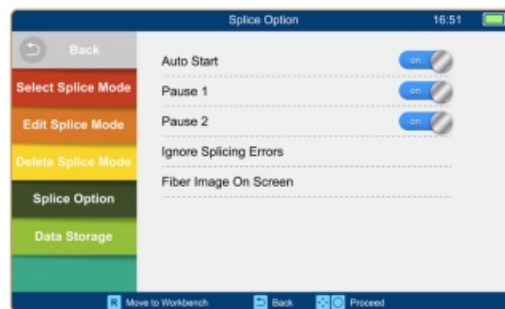 Splice Option
16:51
Back
Select Splice Mode
Edit Splice Mode
Delete Splice Mode
Splice Option
Data Storage
Auto Start on
Pause 1 on
Pause 2 on
Ignore Splicing Errors
Fiber Image On Screen
R Move to Workbench Back Proceed